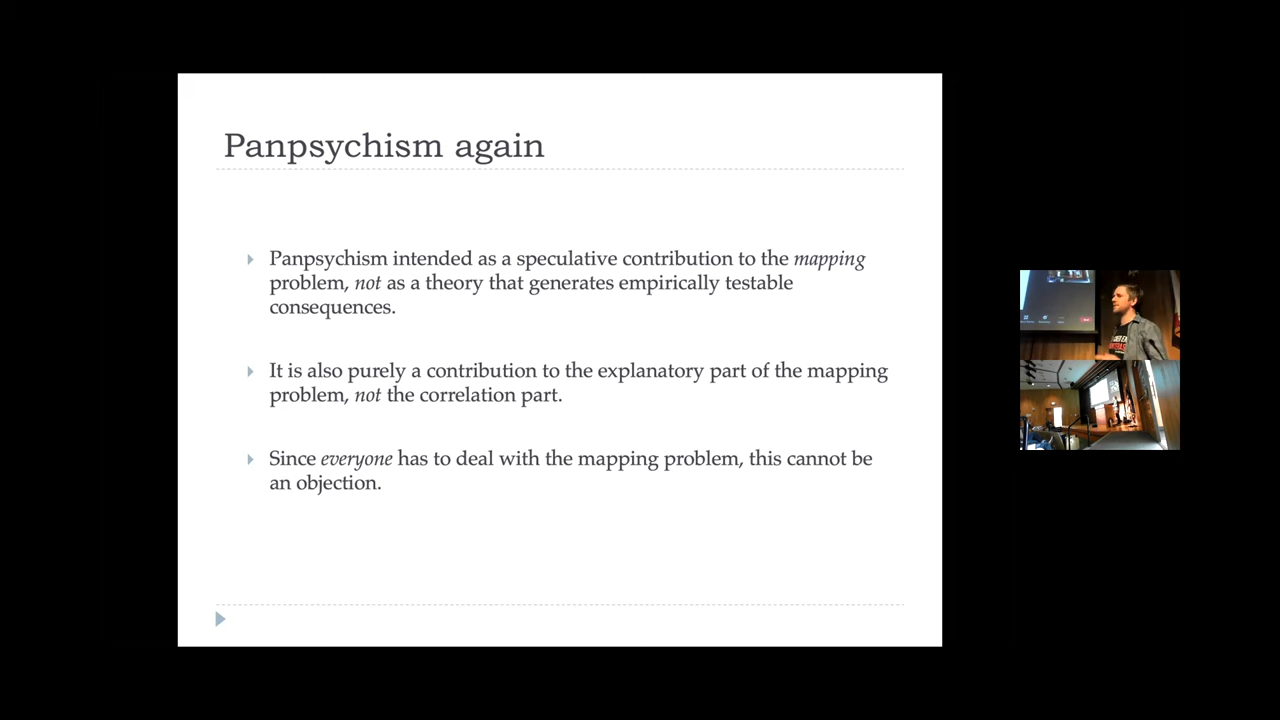 Panpsychism again
Panpsychism intended as a speculative contribution to the mapping
problem, not as a theory that generates empirically testable
consequences.
It is also purely a contribution to the explanatory part of the mapping
problem, not the correlation part.
Since everyone has to deal with the mapping problem, this cannot be
an objection.